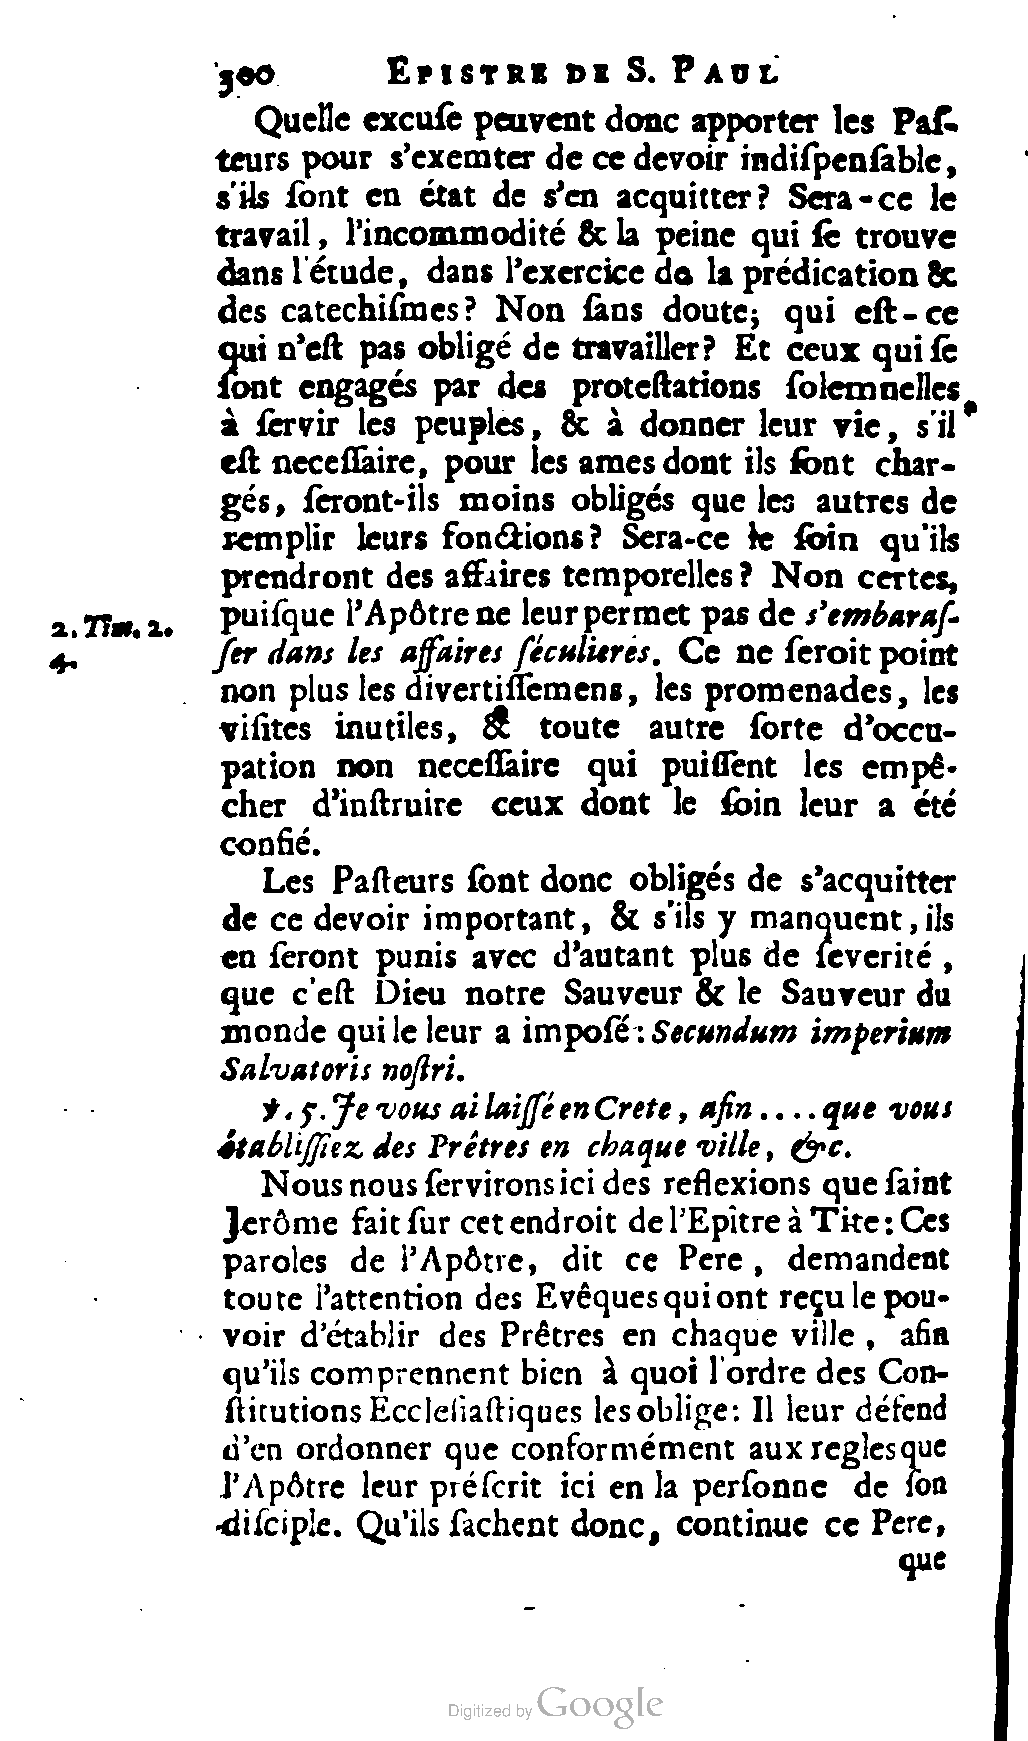 300 EPISTRE DE S. PAUL
Quelle excuſe peuvent donc apporter les Paſ-
teurs pour s'exemter de ce devoir indiſpenſable,
s'ils ſont en état de s'en acquitter? Sera-ce le
travail, l'incommodité & la peine qui ſe trouve
dans l'étude, dans l'exercice de la prédication &
des catechiſmes? Non ſans doute; qui eſt-ce
qui n'eſt pas obligé de travailler? Et ceux qui ſe
ſont engagés par des proteſtations ſolemnelles
à ſervir les peuples, & à donner leur vie, s'il
eſt neceſſaire, pour les ames dont ils ſont char-
gés, ſeront-ils moins obligés que les autres de
remplir leurs fonctions? Sera-ce le ſoin qu'ils
prendront des affaires temporelles? Non certes,
puiſque l'Apôtre ne leur permet pas de s'embaraſ-
2. Tim. 2.
4.
ſer dans les affaires ſéculieres. Ce ne ſeroit point
non plus les divertiſſemens, les promenades, les
viſites inutiles, & toute autre ſorte d'occu-
pation non neceſſaire qui puiſſent les empê-
cher d'inſtruire ceux dont le ſoin leur a été
confié.
Les Paſteurs ſont donc obligés de s'acquitter
de ce devoir important, & s'ils y manquent, ils
en ſeront punis avec d'autant plus de ſeverité,
que c'eſt Dieu notre Sauveur & le Sauveur du
monde qui le leur a impoſé: Secundum imperium
Salvatoris noſtri.
℣. 5. Je vous ai laiſſé en Crete, afin .... que vous
établiſſiez des Prêtres en chaque ville, &c.
Nous nous ſervirons ici des reflexions que ſaint
Jerôme fait ſur cet endroit de l'Epître à Tite: Ces
paroles de l'Apôtre, dit ce Pere, demandent
toute l'attention des Evêques qui ont reçu le pou-
voir d'établir des Prêtres en chaque ville, afin
qu'ils comprennent bien à quoi l'ordre des Con-
ſtitutions Eccleſiaſtiques les oblige: Il leur défend
d'en ordonner que conformément aux regles que
l'Apôtre leur préſcrit ici en la perſonne de ſon
diſciple. Qu'ils ſachent donc, continue ce Pere,
que
Digitized by Google